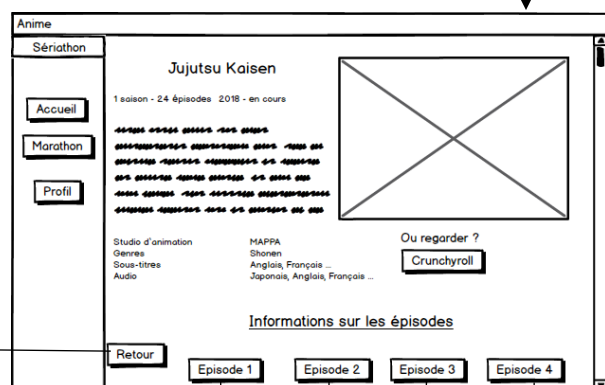 Anime
Sériathon
Jujutsu Kaisen
1 saison - 24 épisodes 2018 - en cours
Accueil
Marathon
Profil
Studio d'animation MAPPA
Genres Shonen
Sous-titres Anglais, Français ...
Audio Japonais, Anglais, Français ...
Ou regarder ?
Crunchyroll
Informations sur les épisodes
Retour
Episode 1 Episode 2 Episode 3 Episode 4